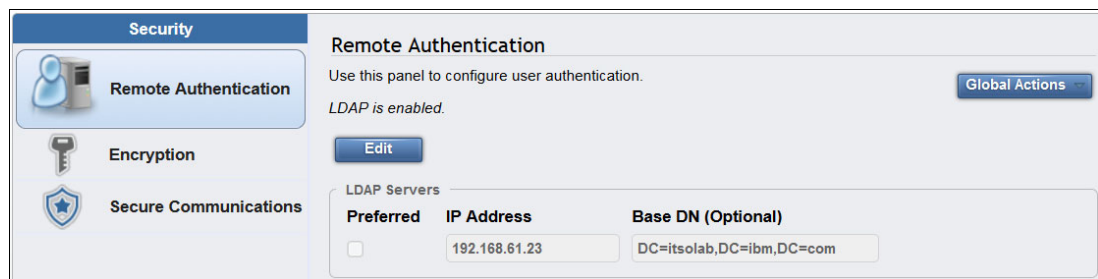 Security
Remote Authentication
Encryption
Secure Communications
Remote Authentication
Use this panel to configure user authentication.
Global Actions
LDAP is enabled.
Edit
LDAP Servers
Preferred IP Address Base DN (Optional)
192.168.61.23 DC=itsolab,DC=ibm,DC=com